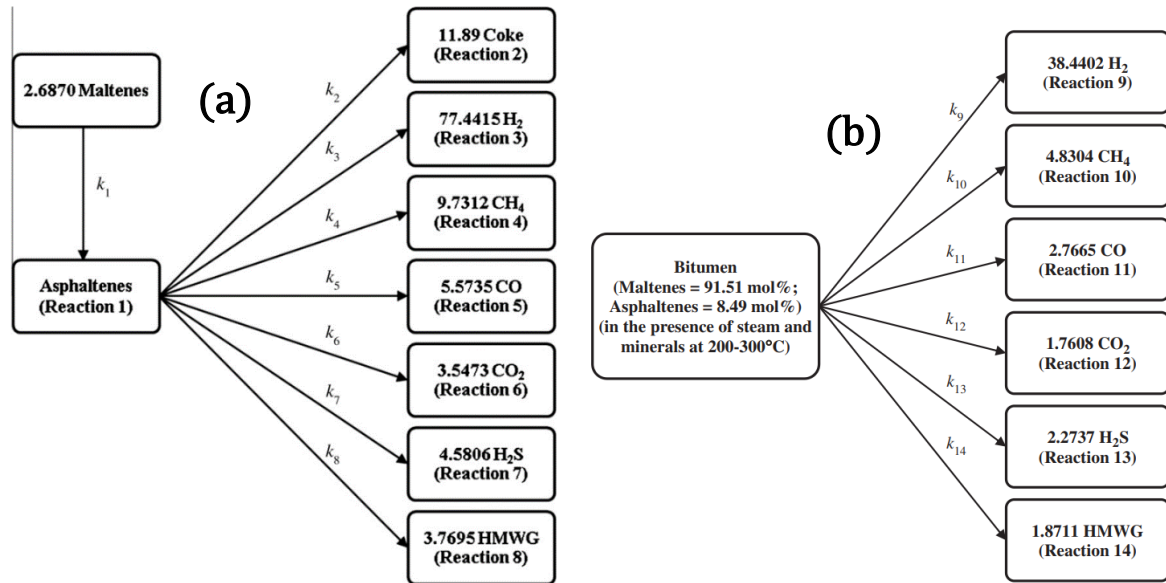 (a)
2.6870 Maltenes
k₁
Asphaltenes
(Reaction 1)
k₂
k₃
k₄
k₅
k₆
k₇
k₈
11.89 Coke
(Reaction 2)
77.4415 H₂
(Reaction 3)
9.7312 CH₄
(Reaction 4)
5.5735 CO
(Reaction 5)
3.5473 CO₂
(Reaction 6)
4.5806 H₂S
(Reaction 7)
3.7695 HMWG
(Reaction 8)
(b)
Bitumen
(Maltenes = 91.51 mol%;
Asphaltenes = 8.49 mol%)
(in the presence of steam and
minerals at 200-300°C)
k₉
k₁₀
k₁₁
k₁₂
k₁₃
k₁₄
38.4402 H₂
(Reaction 9)
4.8304 CH₄
(Reaction 10)
2.7665 CO
(Reaction 11)
1.7608 CO₂
(Reaction 12)
2.2737 H₂S
(Reaction 13)
1.8711 HMWG
(Reaction 14)